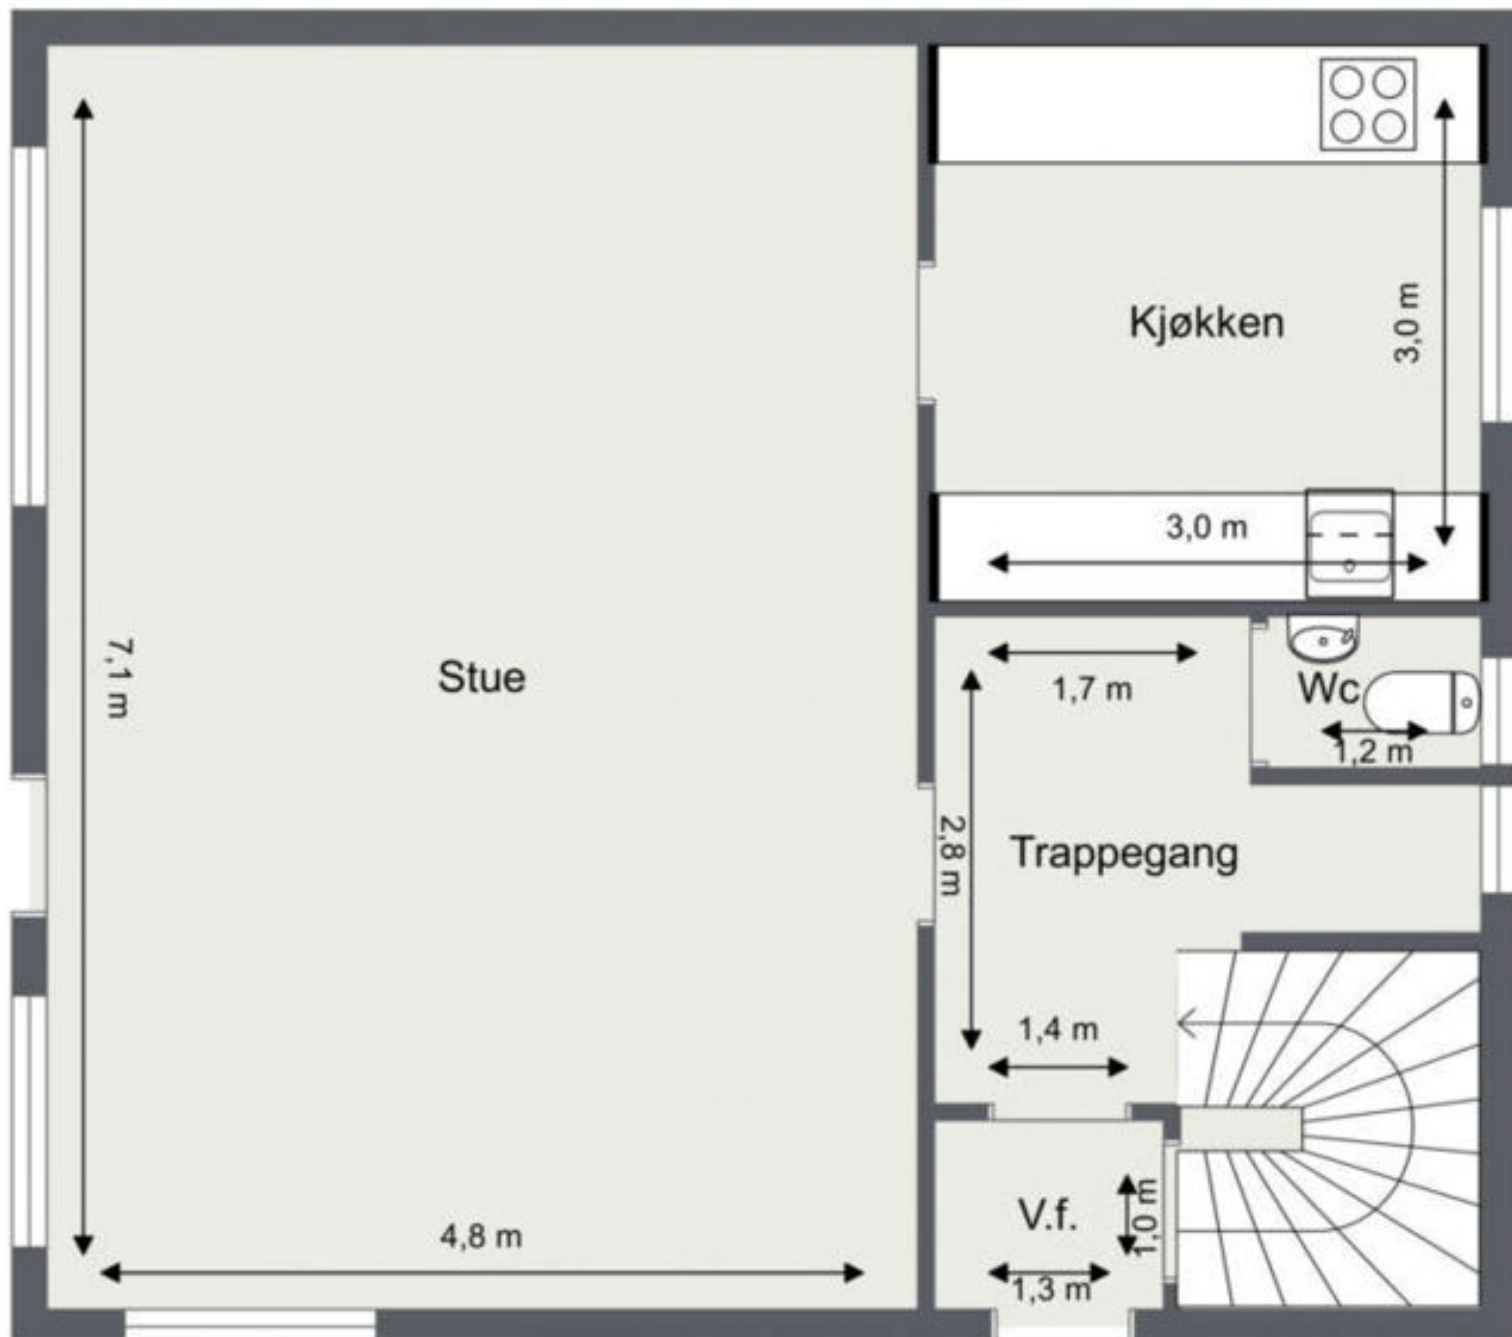 Kjøkken
3,0 m
3,0 m
7,1 m
Stue
1,7 m
Wc
1,2 m
2,8 m
Trappegang
1,4 m
V.f.
1,0 m
4,8 m
1,3 m